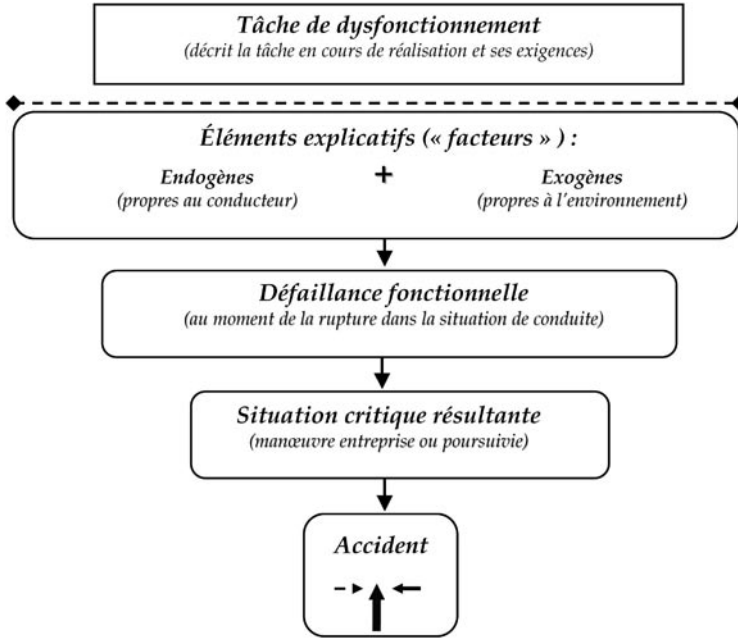 Tâche de dysfonctionnement
(décrit la tâche en cours de réalisation et ses exigences)
Éléments explicatifs (« facteurs » ) :
Endogènes
(propres au conducteur)
+
Exogènes
(propres à l'environnement)
Défaillance fonctionnelle
(au moment de la rupture dans la situation de conduite)
Situation critique résultante
(manœuvre entreprise ou poursuivie)
Accident